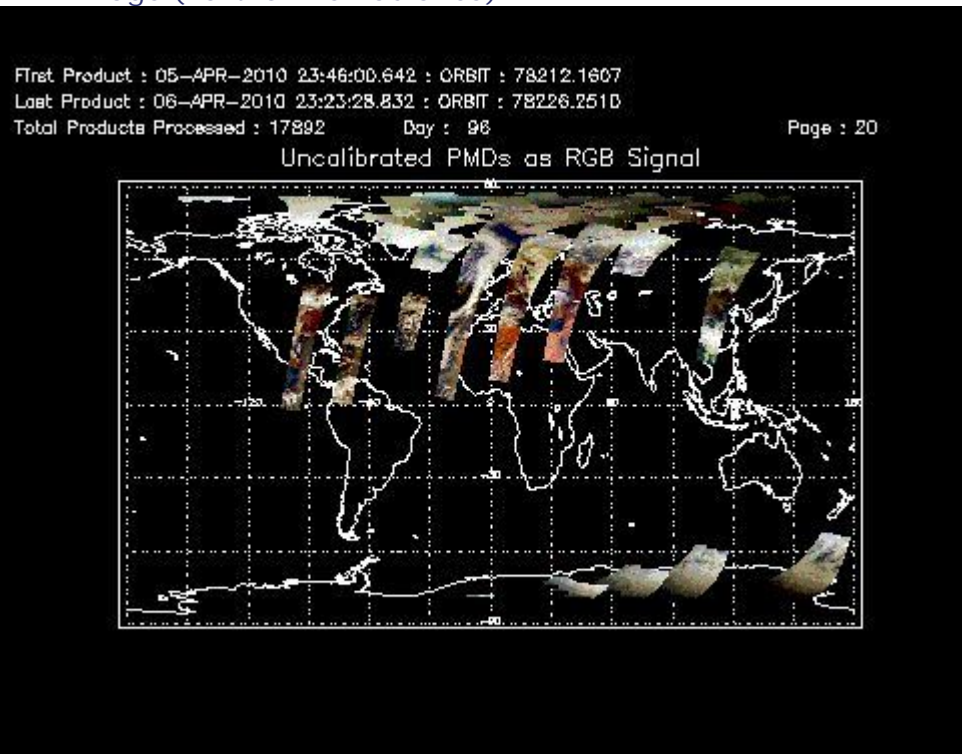 First Product : 05-APR-2010 23:46:00.642 : ORBIT : 78212.1607
Last Product : 06-APR-2010 23:23:28.832 : ORBIT : 78226.2510
Total Products Processed : 17892 Day : 96 Page : 20
Uncalibrated PMDs as RGB Signal